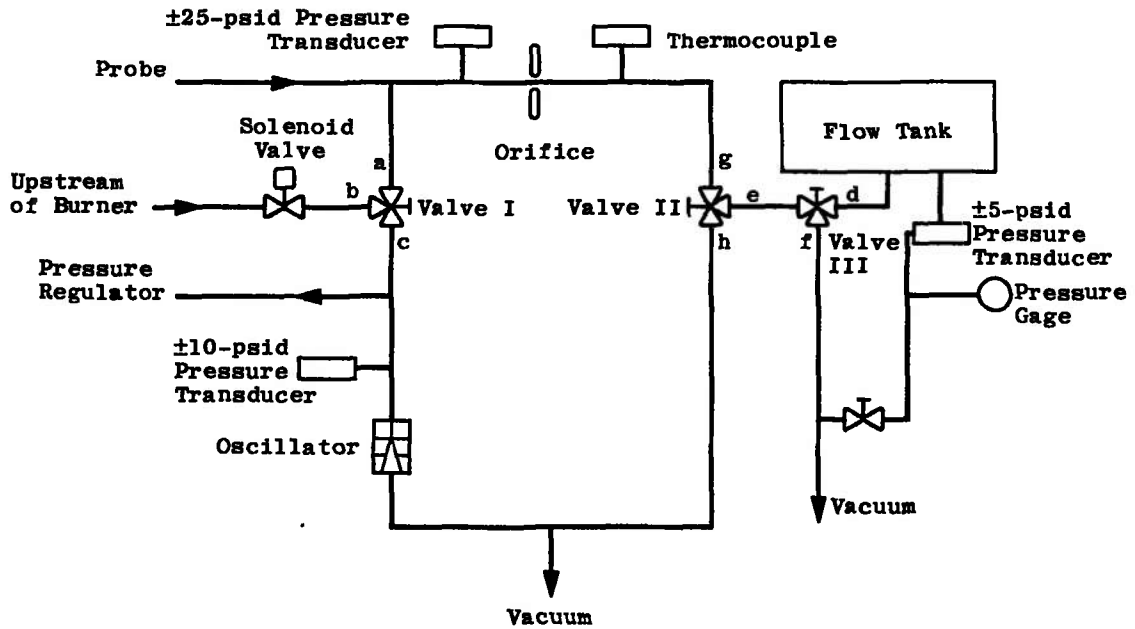 ±25-psid Pressure
Transducer
Thermocouple
Probe
Flow Tank
Solenoid
Valve
Orifice
a
g
Upstream
of Burner
b
Valve I
Valve II
e
d
c
h
f
Valve
III
±5-psid
Pressure
Transducer
Pressure
Regulator
Pressure
Gage
±10-psid
Pressure
Transducer
Oscillator
Vacuum
Vacuum